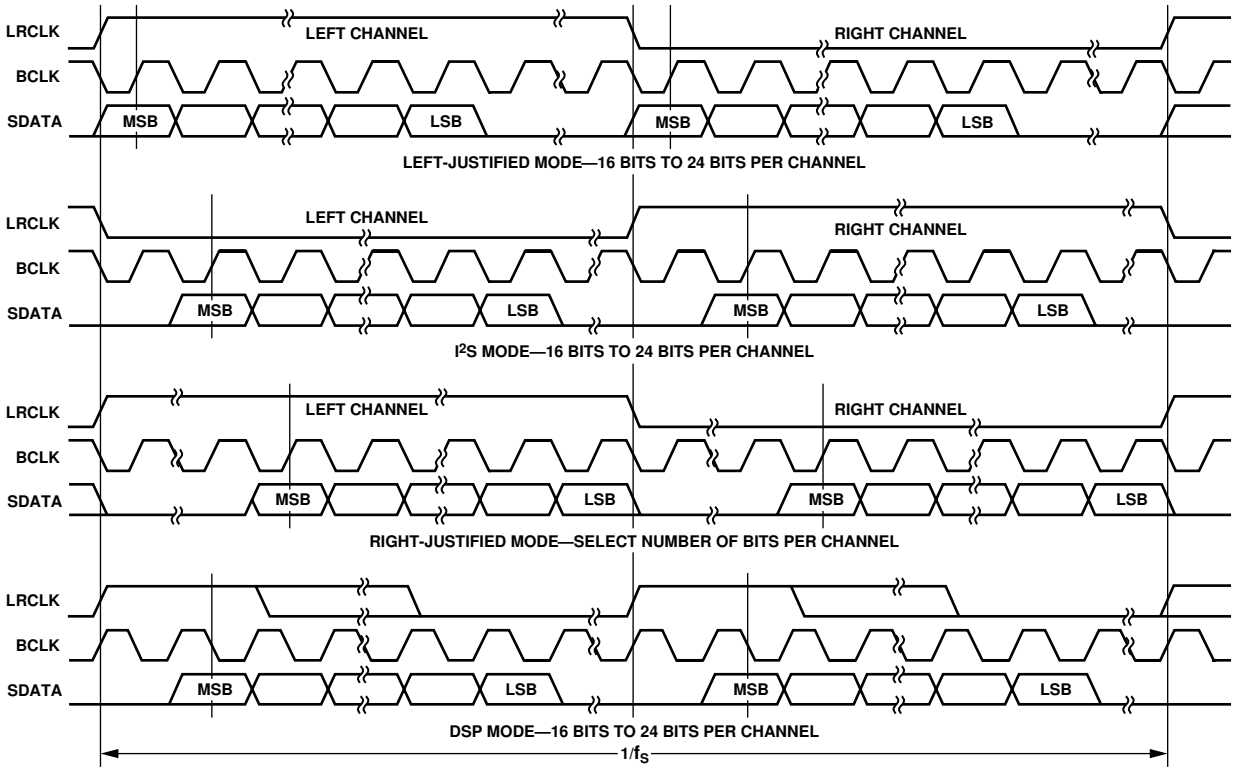 LRCLK
LEFT CHANNEL
RIGHT CHANNEL
BCLK
SDATA
MSB
LSB
MSB
LSB
LEFT-JUSTIFIED MODE—16 BITS TO 24 BITS PER CHANNEL
LRCLK
LEFT CHANNEL
RIGHT CHANNEL
BCLK
SDATA
MSB
LSB
MSB
LSB
I²S MODE—16 BITS TO 24 BITS PER CHANNEL
LRCLK
LEFT CHANNEL
RIGHT CHANNEL
BCLK
SDATA
MSB
LSB
MSB
LSB
RIGHT-JUSTIFIED MODE—SELECT NUMBER OF BITS PER CHANNEL
LRCLK
BCLK
SDATA
MSB
LSB
MSB
LSB
DSP MODE—16 BITS TO 24 BITS PER CHANNEL
1/fS